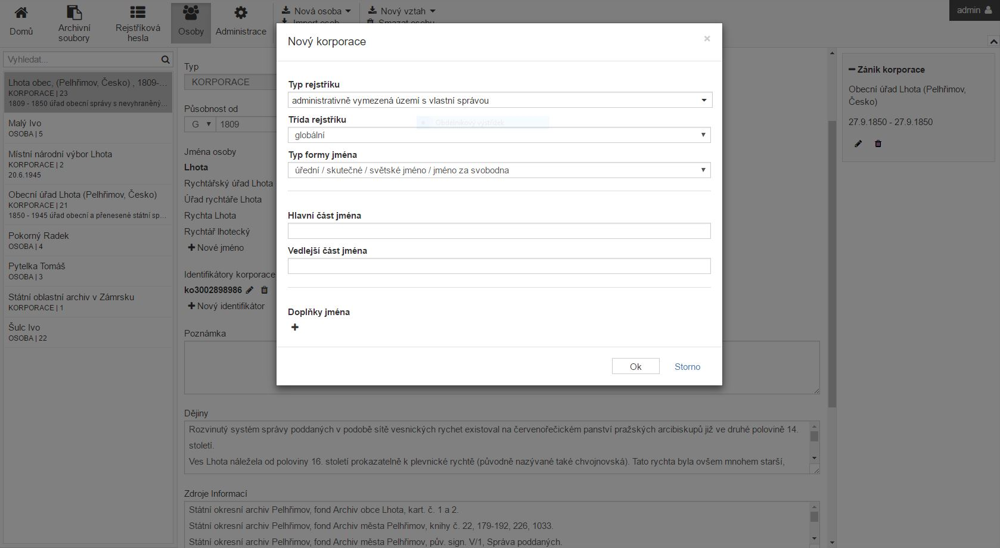 Domů
Archivní
soubory
Rejstříková
hesla
Osoby
Administrace
Nová osoba
Import osob
Nový vztah
Smazat osobu
admin
Vyhledat...
Lhota obec, (Pelhřimov, Česko) , 1809-...
KORPORACE | 23
1809 - 1850 úřad obecní správy s nevyhraněný...
Malý Ivo
OSOBA | 5
Místní národní výbor Lhota
KORPORACE | 2
20.6.1945
Obecní úřad Lhota (Pelhřimov, Česko)
KORPORACE | 21
1850 - 1945 úřad obecní a přenesené státní sp...
Pokorný Radek
OSOBA | 4
Pytelka Tomáš
OSOBA | 3
Státní oblastní archiv v Zámrsku
KORPORACE | 1
Šulc Ivo
OSOBA | 22
Typ
KORPORACE
Působnost od
G 1809
Jména osoby
Lhota
Rychtářský úřad Lhota
Úřad rychtáře Lhota
Rychta Lhota
Rychtář lhotecký
Nové jméno
Identifikátory korporace
ko3002898986
Nový identifikátor
Poznámka
Dějiny
Rozvinutý systém správy poddaných v podobě sítě vesnických rychet existoval na červenořečickém panství pražských arcibiskupů již ve druhé polovině 14.
století.
Ves Lhota náležela od poloviny 16. století prokazatelně k plevnické rychtě (původně nazývané také chvojnovská). Tato rychta byla ovšem mnohem starší,
Zdroje Informací
Státní okresní archiv Pelhřimov, fond Archiv obce Lhota, kart. č. 1 a 2.
Státní okresní archiv Pelhřimov, fond Archiv města Pelhřimov, knihy č. 22, 179-192, 226, 1033.
Státní okresní archiv Pelhřimov, fond Archiv města Pelhřimov, pův. sign. V/1, Správa poddaných.
Nový korporace
×
Typ rejstříku
administrativně vymezená území s vlastní správou
Třída rejstříku
Obdélníkový výstřižek
globální
Typ formy jména
úřední / skutečné / světské jméno / jméno za svobodna
Hlavní část jména
Vedlejší část jména
Doplňky jména
Ok
Storno
Zánik korporace
Obecní úřad Lhota (Pelhřimov,
Česko)
27.9.1850 - 27.9.1850